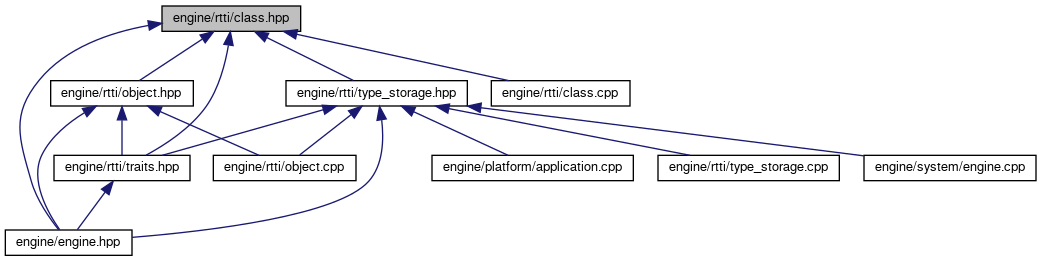 engine/rtti/class.hpp
engine/rtti/object.hpp
engine/rtti/type_storage.hpp
engine/rtti/class.cpp
engine/rtti/traits.hpp
engine/rtti/object.cpp
engine/platform/application.cpp
engine/rtti/type_storage.cpp
engine/system/engine.cpp
engine/engine.hpp